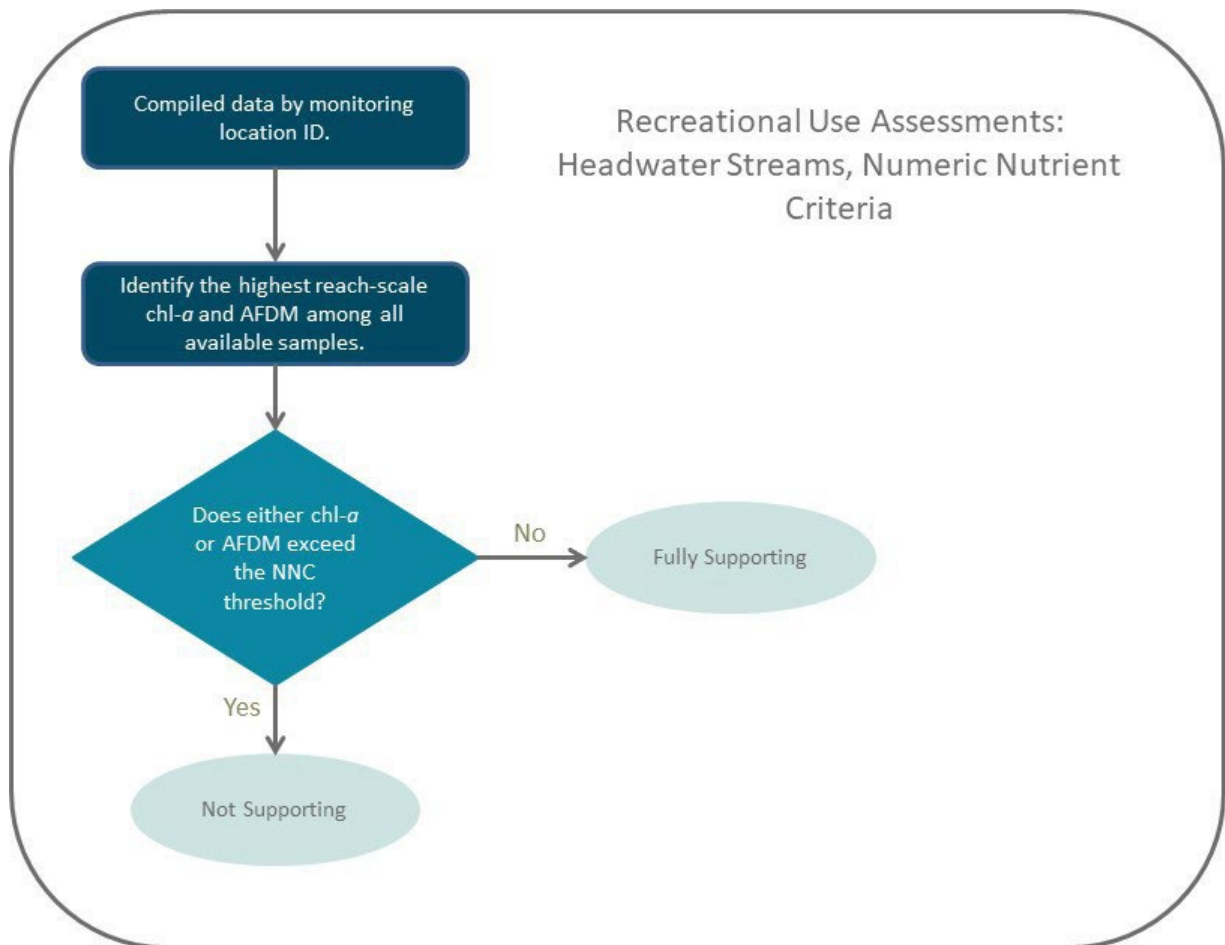 Compiled data by monitoring
location ID.
Recreational Use Assessments:
Headwater Streams, Numeric Nutrient
Criteria
Identify the highest reach-scale
chl-a and AFDM among all
available samples.
Does either chl-a
or AFDM exceed
the NNC
threshold?
No
Fully Supporting
Yes
Not Supporting